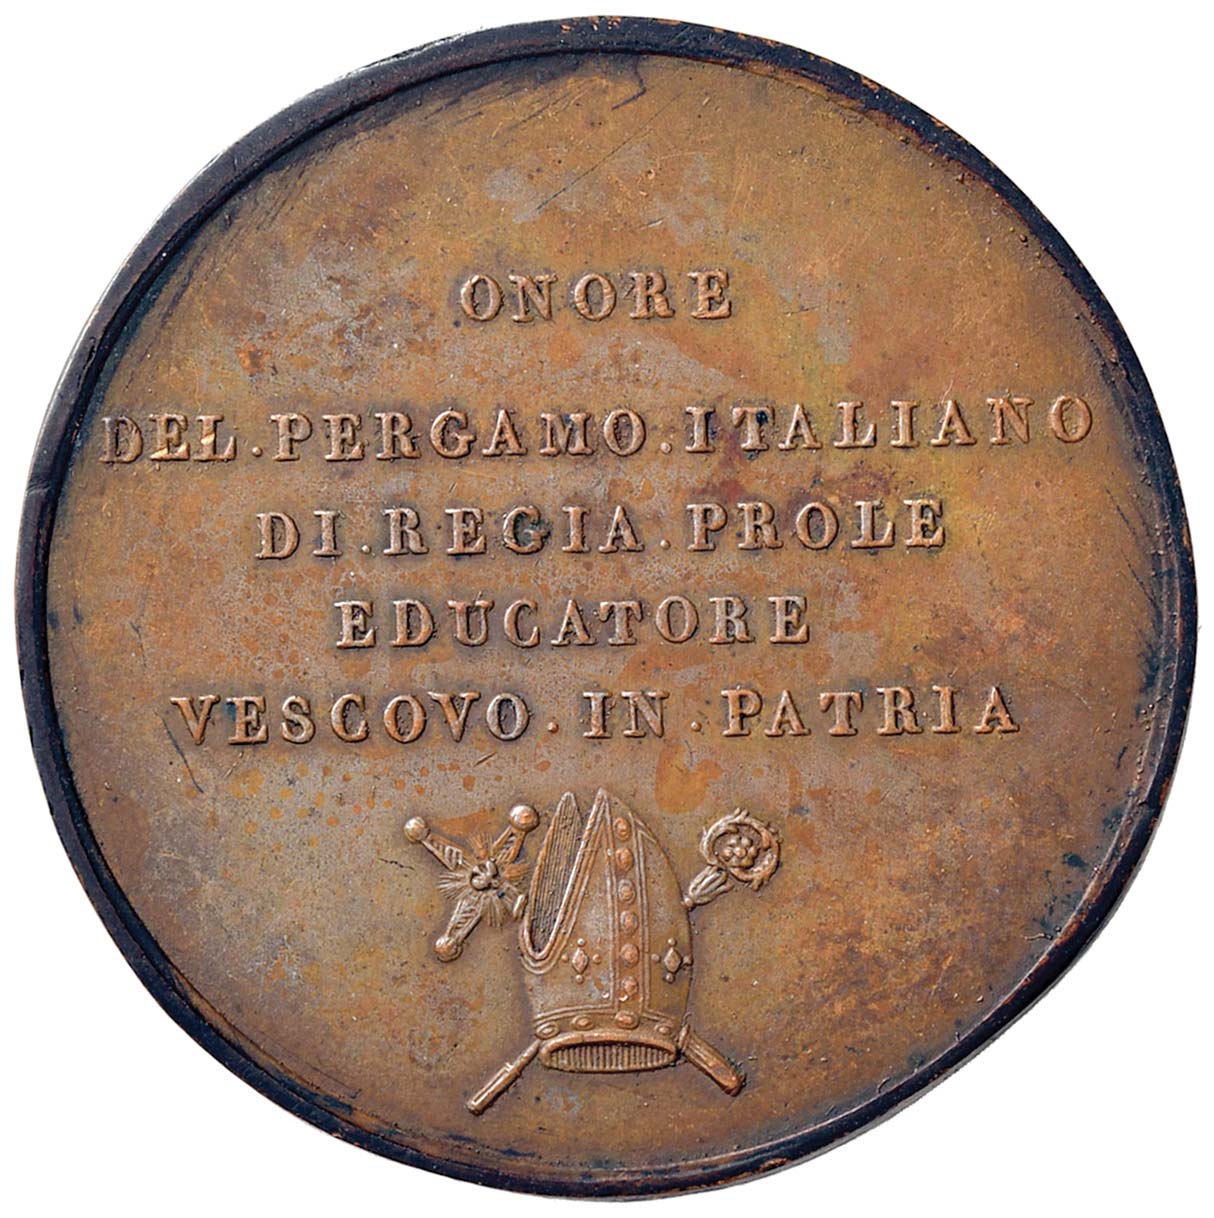 ONORE
DEL . PERGAMO . ITALIANO
DI . REGIA . PROLE
EDUCATORE
VESCOVO . IN . PATRIA